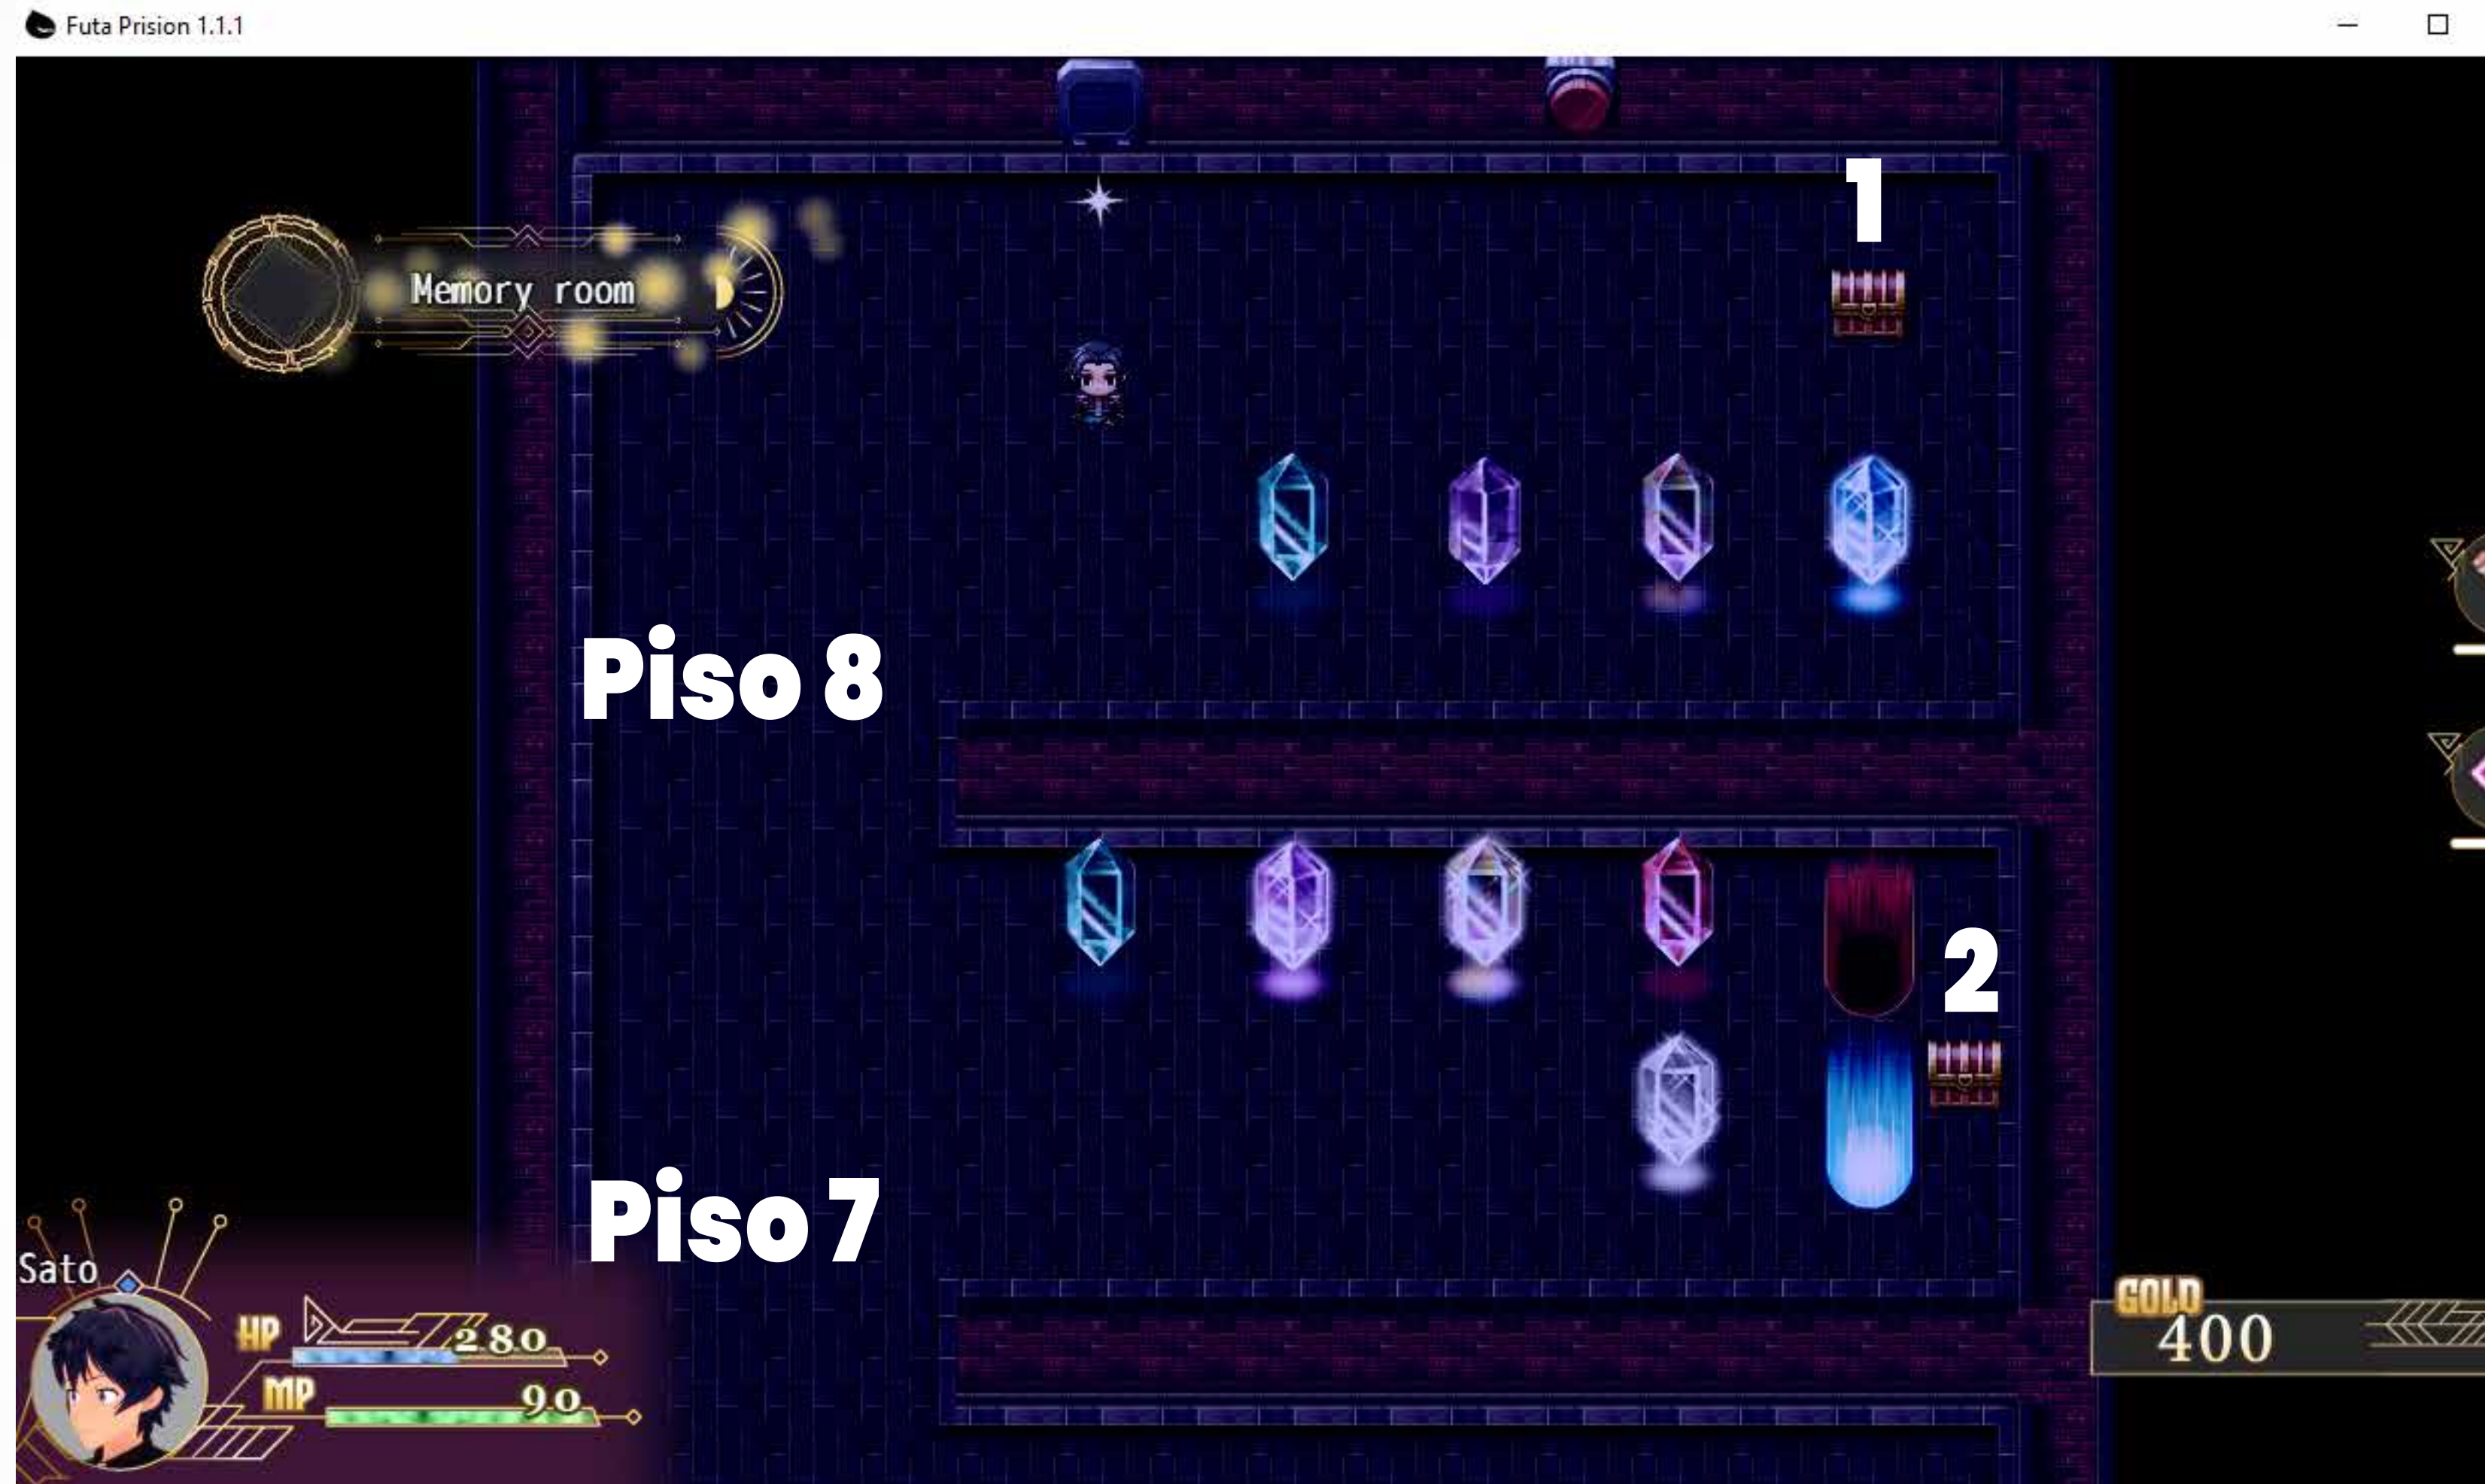 Futa Prision 1.1.1
1
Memory room
Piso 8
2
Piso 7
Sato
HP 280
MP 90
GOLD
400